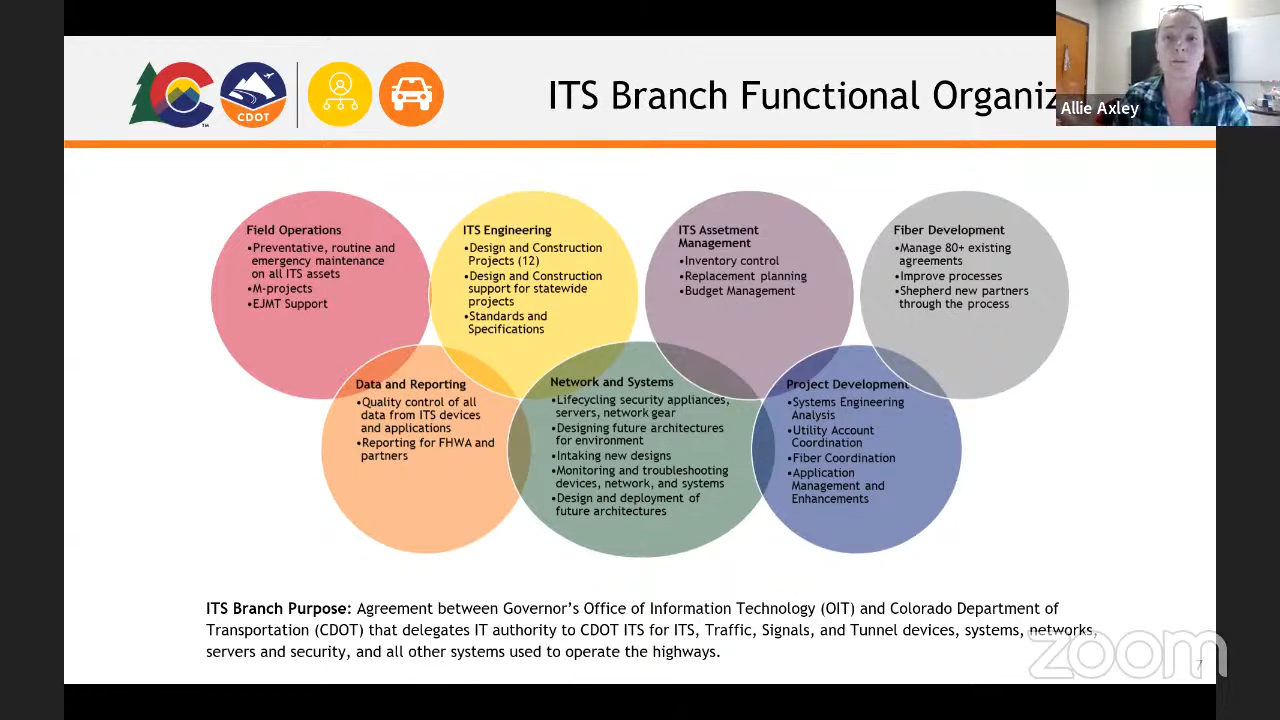 CDOT
ITS Branch Functional Organiz
Allie Axley
Field Operations
•Preventative, routine and
emergency maintenance
on all ITS assets
•M-projects
•EJMT Support
ITS Engineering
•Design and Construction
Projects (12)
•Design and Construction
support for statewide
projects
•Standards and
Specifications
ITS Assetment
Management
•Inventory control
•Replacement planning
•Budget Management
Fiber Development
•Manage 80+ existing
agreements
•Improve processes
•Shepherd new partners
through the process
Data and Reporting
•Quality control of all
data from ITS devices
and applications
•Reporting for FHWA and
partners
Network and Systems
•Lifecycling security appliances,
servers, network gear
•Designing future architectures
for environment
•Intaking new designs
•Monitoring and troubleshooting
devices, network, and systems
•Design and deployment of
future architectures
Project Development
•Systems Engineering
Analysis
•Utility Account
Coordination
•Fiber Coordination
•Application
Management and
Enhancements
ITS Branch Purpose: Agreement between Governor's Office of Information Technology (OIT) and Colorado Department of
Transportation (CDOT) that delegates IT authority to CDOT ITS for ITS, Traffic, Signals, and Tunnel devices, systems, networks,
servers and security, and all other systems used to operate the highways.
zoom
7